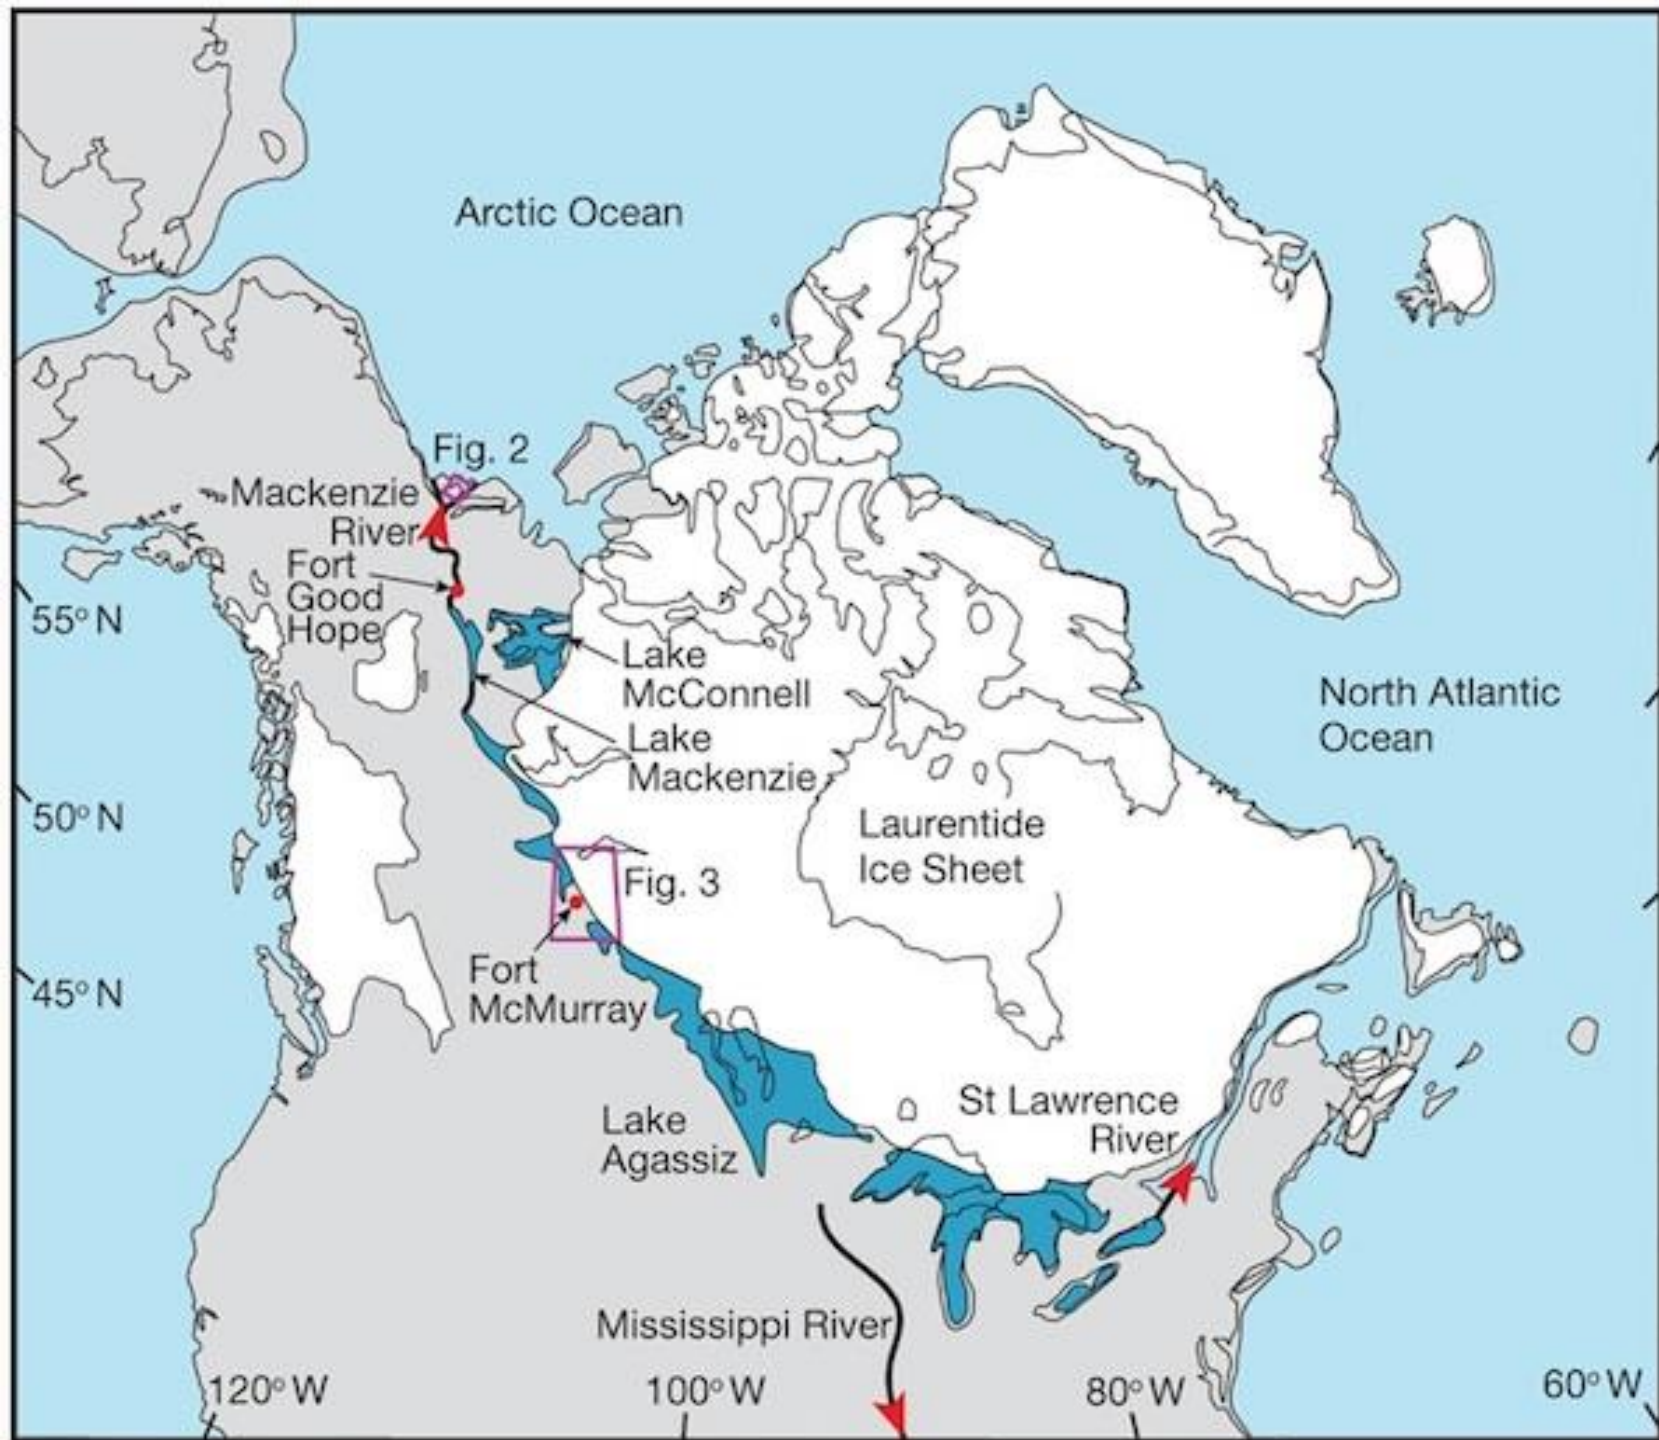 Arctic Ocean
Fig. 2
Mackenzie
River
Fort
Good
Hope
55° N
Lake
McConnell
North Atlantic
Ocean
Lake
Mackenzie
50° N
Laurentide
Ice Sheet
Fig. 3
Fort
McMurray
45° N
St Lawrence
River
Lake
Agassiz
Mississippi River
120° W
100° W
80° W
60° W